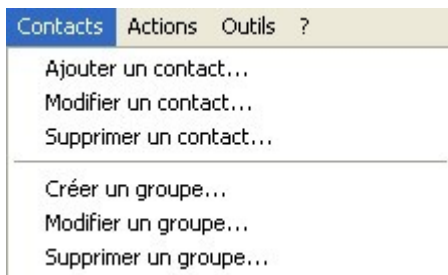 Contacts Actions Outils ?
Ajouter un contact...
Modifier un contact...
Supprimer un contact...
Créer un groupe...
Modifier un groupe...
Supprimer un groupe...